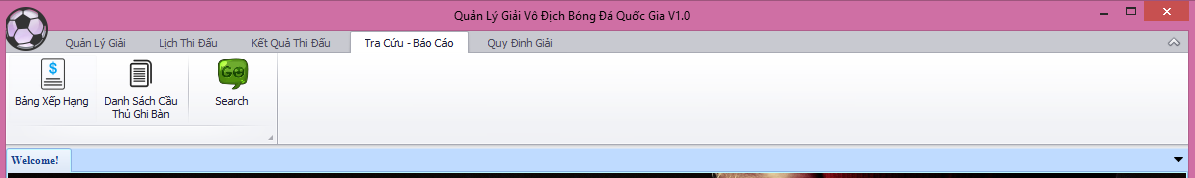 Quản Lý Giải Vô Địch Bóng Đá Quốc Gia V1.0
Quản Lý Giải Lịch Thi Đấu Kết Quả Thi Đấu Tra Cứu - Báo Cáo Quy Định Giải
$ GO
Bảng Xếp Hạng Danh Sách Cầu Search
Thủ Ghi Bàn
Welcome!